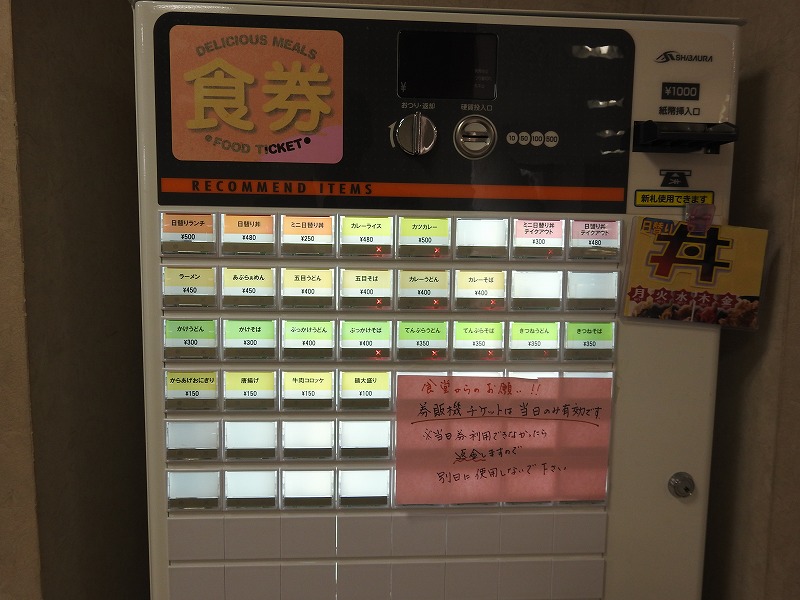 DELICIOUS MEALS
食券
•FOOD TICKET•
RECOMMEND ITEMS
¥
おつり・返却
硬貨投入口
10 50 100 500
SHIBAURA
¥1000
紙幣挿入口
新札使用できます
日替り
丼
月火水木金
日替りランチ ¥500
日替り丼 ¥480
ミニ日替り丼 ¥250
カレーライス ¥480
カツカレー ¥500
ミニ日替り丼 テイクアウト ¥300
日替り丼 テイクアウト ¥480
ラーメン ¥450
あぶらぁめん ¥450
五目うどん ¥400
五目そば ¥400
カレーうどん ¥400
カレーそば ¥400
かけうどん ¥300
かけそば ¥300
ぶっかけうどん ¥350
ぶっかけそば ¥350
てんぷらうどん ¥350
てんぷらそば ¥350
きつねうどん ¥350
きつねそば ¥350
からあげおにぎり ¥150
唐揚げ ¥150
牛肉コロッケ ¥150
麺大盛り ¥100
食堂からのお願い!!
券販機チケットは当日のみ有効です
※当日券利用できなかったら
返金しますので
別日に使用しないで下さい